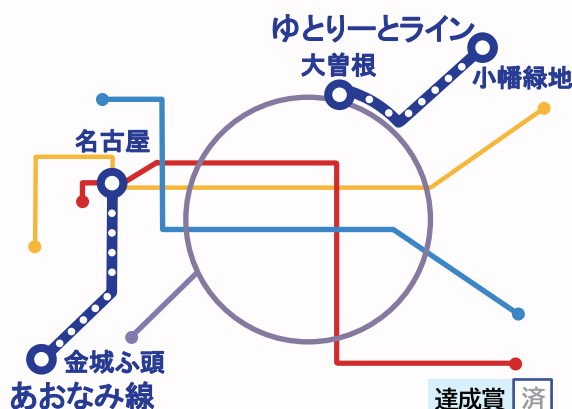 ゆとりーとライン
大曽根
小幡緑地
名古屋
金城ふ頭
あおなみ線
達成賞 済